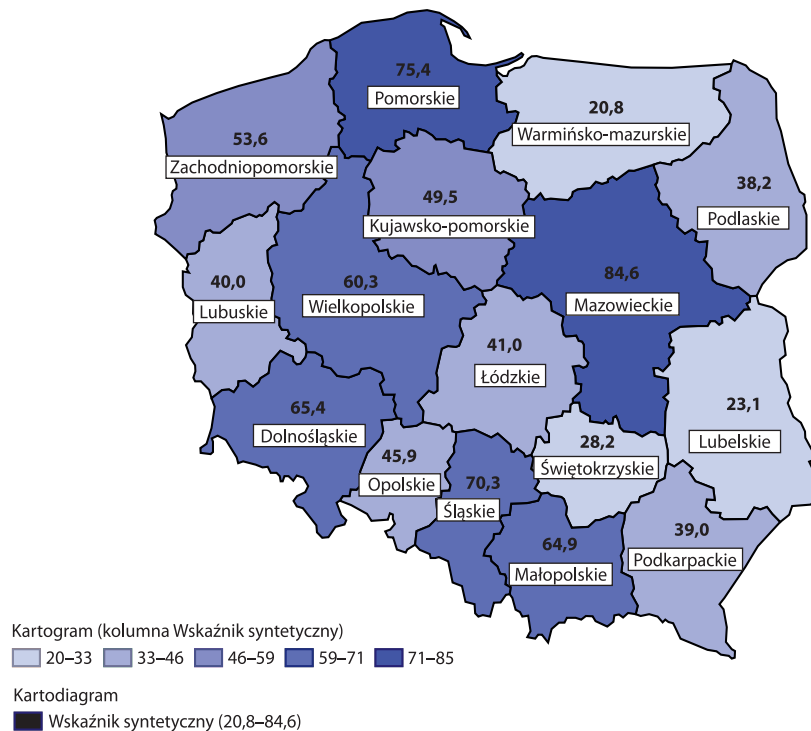 75,4
Pomorskie
20,8
Warmińsko-mazurskie
53,6
Zachodniopomorskie
38,2
Podlaskie
49,5
Kujawsko-pomorskie
84,6
Mazowieckie
40,0
Lubuskie
60,3
Wielkopolskie
41,0
Łódzkie
65,4
Dolnośląskie
23,1
Lubelskie
45,9
Opolskie
70,3
Śląskie
28,2
Świętokrzyskie
64,9
Małopolskie
39,0
Podkarpackie
Kartogram (kolumna Wskaźnik syntetyczny)
20–33 33–46 46–59 59–71 71–85
Kartodiagram
Wskaźnik syntetyczny (20,8–84,6)